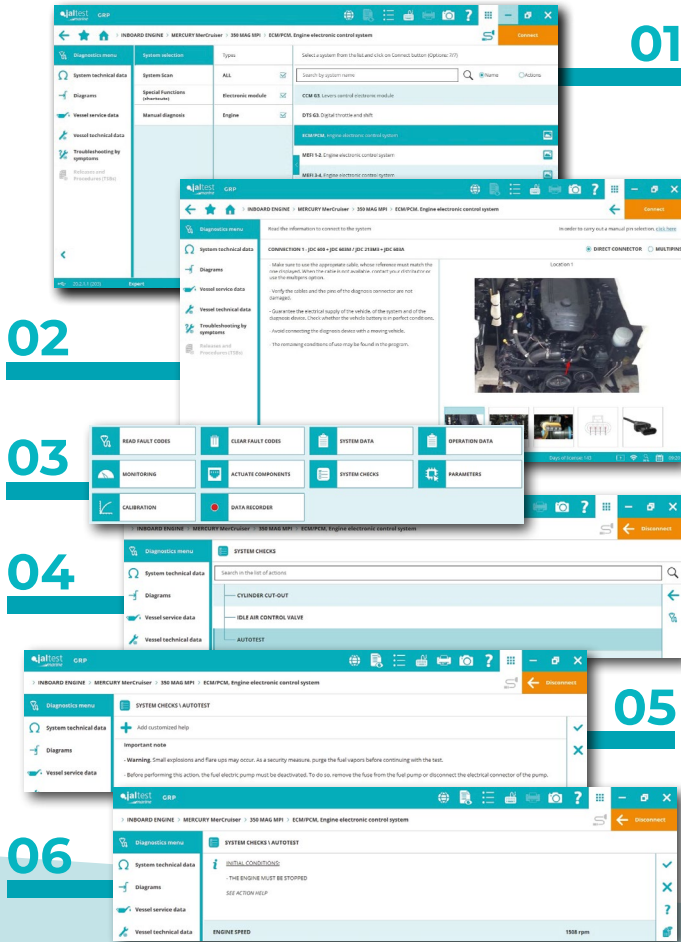 jaltest GRP
marine
INBOARD ENGINE > MERCURY MerCruiser > 350 MAG MPI > ECM/PCM, Engine electronic control system
Connect
01
Diagnostics menu
System technical data
Diagrams
Vessel service data
Vessel technical data
Troubleshooting by
symptoms
Releases and
Procedures (TSBs)
Expert
System selection
System Scan
Special Functions
(shortcuts)
Manual diagnosis
Types
ALL
Electronic module
Engine
Select a system from the list and click on Connect button (Options: 7/7)
Search by system name
Name
Actions
CCM G3. Levers control electronic module
DTS G3. Digital throttle and shift
ECM/PCM, Engine electronic control system
MEFI 1-2, Engine electronic control system
MEFI 3-4, Engine electronic control system
02
jaltest GRP
marine
INBOARD ENGINE > MERCURY MerCruiser > 350 MAG MPI > ECM/PCM, Engine electronic control system
Connect
Diagnostics menu
System technical data
Diagrams
Vessel service data
Vessel technical data
Troubleshooting by
symptoms
Releases and
Procedures (TSBs)
Read the information to connect to the system
In order to carry out a manual pin selection, click here
CONNECTION 1 - JDC 608 + JDC 603M / JDC 213M3 + JDC 603A
DIRECT CONNECTOR
MULTIPINS
- Make sure to use the appropriate cable, whose reference must match the
one displayed. When the cable is not available, contact your distributor or
use the multipins option.
- Verify the cables and the pins of the diagnosis connector are not
damaged.
- Guarantee the electrical supply of the vehicle, of the system and of the
diagnosis device. Check whether the vehicle battery is in perfect conditions.
- Avoid connecting the diagnosis device with a moving vehicle.
- The remaining conditions of use may be found in the program.
Location 1
Days of license: 143
03
READ FAULT CODES
CLEAR FAULT CODES
SYSTEM DATA
OPERATION DATA
MONITORING
ACTUATE COMPONENTS
SYSTEM CHECKS
PARAMETERS
CALIBRATION
DATA RECORDER
04
> INBOARD ENGINE > MERCURY MerCruiser > 350 MAG MPI > ECM/PCM, Engine electronic control system
Disconnect
Diagnostics menu
System technical data
Diagrams
Vessel service data
Vessel technical data
SYSTEM CHECKS
Search in the list of actions
CYLINDER CUT-OUT
IDLE AIR CONTROL VALVE
AUTOTEST
05
jaltest GRP
marine
> INBOARD ENGINE > MERCURY MerCruiser > 350 MAG MPI > ECM/PCM, Engine electronic control system
Disconnect
Diagnostics menu
System technical data
Diagrams
Vessel service data
SYSTEM CHECKS \ AUTOTEST
Add customized help
Important note
- Warning. Small explosions and flare ups may occur. As a security measure, purge the fuel vapors before continuing with the test.
- Before performing this action, the fuel electric pump must be deactivated. To do so, remove the fuse from the fuel pump or disconnect the electrical connector of the pump.
06
jaltest GRP
marine
> INBOARD ENGINE > MERCURY MerCruiser > 350 MAG MPI > ECM/PCM, Engine electronic control system
Disconnect
Diagnostics menu
System technical data
Diagrams
Vessel service data
Vessel technical data
SYSTEM CHECKS \ AUTOTEST
INITIAL CONDITIONS:
- THE ENGINE MUST BE STOPPED
SEE ACTION HELP
ENGINE SPEED
1508 rpm